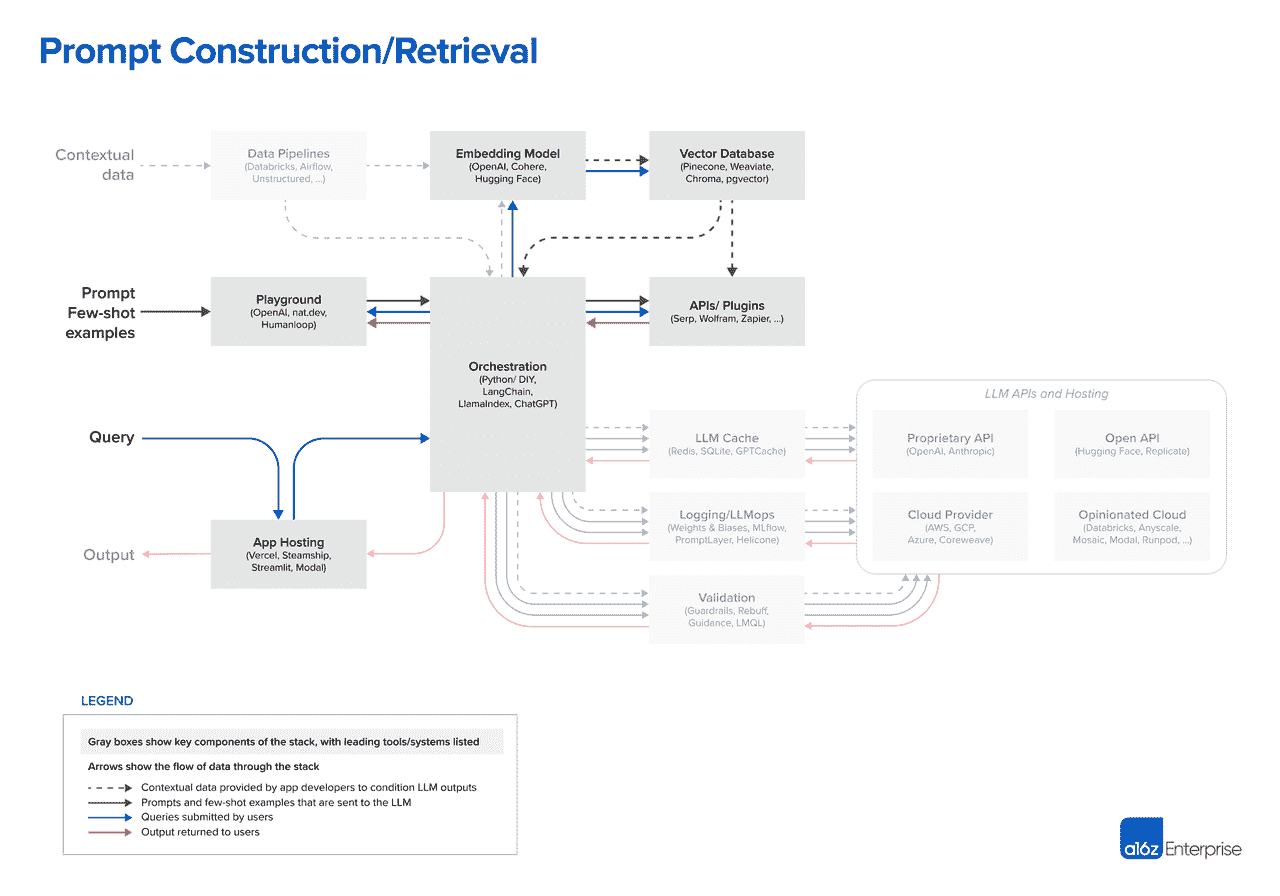 Prompt Construction/Retrieval
Contextual
data
Data Pipelines
(Databricks, Airflow,
Unstructured, ...)
Embedding Model
(OpenAI, Cohere,
Hugging Face)
Vector Database
(Pinecone, Weaviate,
Chroma, pgvector)
Prompt
Few-shot
examples
Playground
(OpenAI, nat.dev,
Humanloop)
Orchestration
(Python/ DIY,
LangChain,
LlamaIndex, ChatGPT)
APIs/ Plugins
(Serp, Wolfram, Zapier, ...)
Query
App Hosting
(Vercel, Steamship,
Streamlit, Modal)
Output
LLM Cache
(Redis, SQLite, GPTCache)
Logging/LLMops
(Weights & Biases, MLflow,
PromptLayer, Helicone)
Validation
(Guardrails, Rebuff,
Guidance, LMQL)
LLM APIs and Hosting
Proprietary API
(OpenAI, Anthropic)
Open API
(Hugging Face, Replicate)
Cloud Provider
(AWS, GCP,
Azure, Coreweave)
Opinionated Cloud
(Databricks, Anyscale,
Mosaic, Modal, Runpod, ...)
LEGEND
Gray boxes show key components of the stack, with leading tools/systems listed
Arrows show the flow of data through the stack
Contextual data provided by app developers to condition LLM outputs
Prompts and few-shot examples that are sent to the LLM
Queries submitted by users
Output returned to users
a16z Enterprise